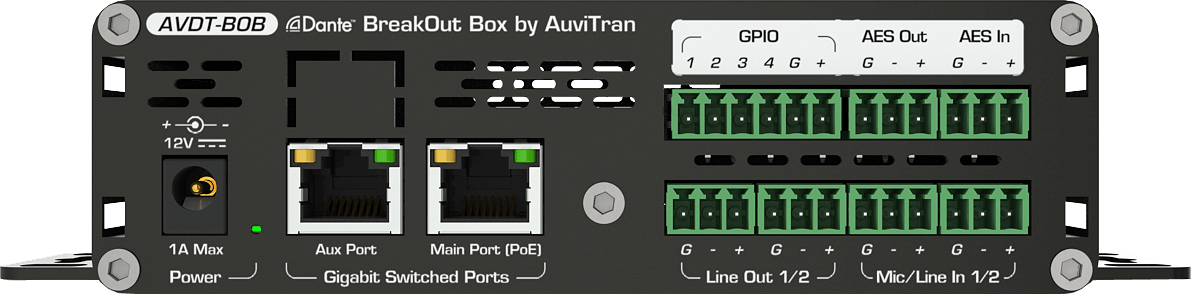 AVDT-BOB Dante™ BreakOut Box by AuviTran
GPIO AES Out AES In
1 2 3 4 G + G - + G - +
+ -
12V
1A Max Aux Port Main Port (PoE) G - + G - +
Power Gigabit Switched Ports Line Out 1/2 Mic/Line In 1/2